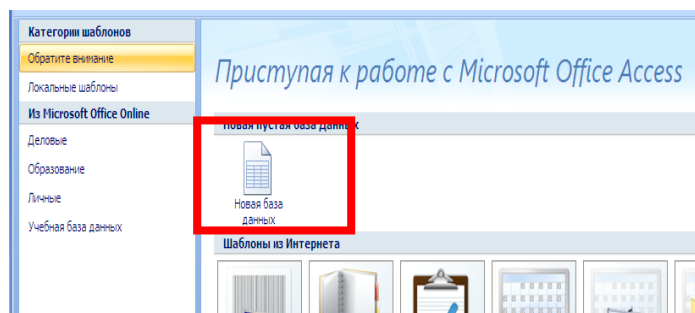 Категории шаблонов
Обратите внимание
Локальные шаблоны
Из Microsoft Office Online
Деловые
Образование
Личные
Учебная база данных
Приступая к работе с Microsoft Office Access
Новая пустая база данных
Новая база
данных
Шаблоны из Интернета